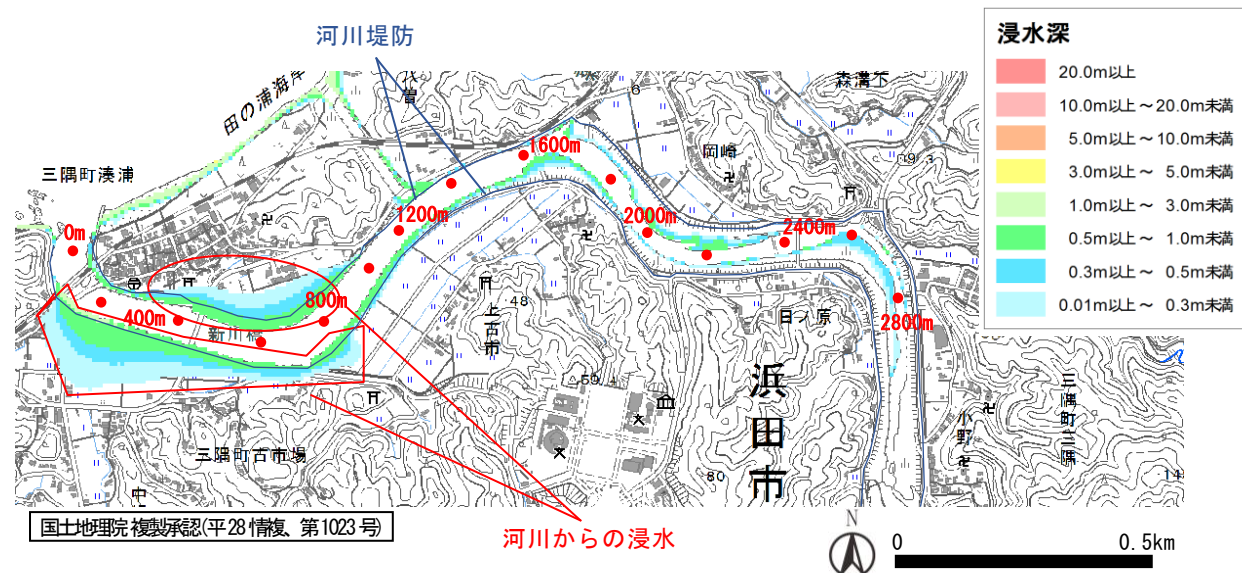 河川堤防
浸水深
20.0m以上
10.0m以上～20.0m未満
5.0m以上～10.0m未満
3.0m以上～ 5.0m未満
1.0m以上～ 3.0m未満
0.5m以上～ 1.0m未満
0.3m以上～ 0.5m未満
0.01m以上～ 0.3m未満
田の浦海岸
森溝下
三隅町湊浦
岡崎
0m
400m
800m
1200m
1600m
2000m
2400m
2800m
新川橋
上古市
48
59
日ノ原
浜田市
80
小野
三隅町三隅
14
三隅町古市場
中
国土地理院 複製承認(平28情複、第1023号)
河川からの浸水
N
0
0.5km